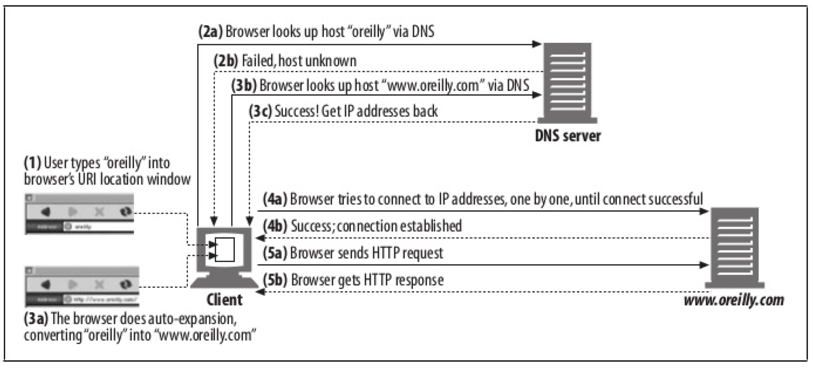 (2a) Browser looks up host “oreilly” via DNS
(2b) Failed, host unknown
(3b) Browser looks up host “www.oreilly.com” via DNS
(3c) Success! Get IP addresses back
DNS server
(1) User types “oreilly” into
browser’s URI location window
oreilly
(4a) Browser tries to connect to IP addresses, one by one, until connect successful
(4b) Success; connection established
(5a) Browser sends HTTP request
(5b) Browser gets HTTP response
http://www.oreilly.com/
Client
www.oreilly.com
(3a) The browser does auto-expansion,
converting “oreilly” into “www.oreilly.com”